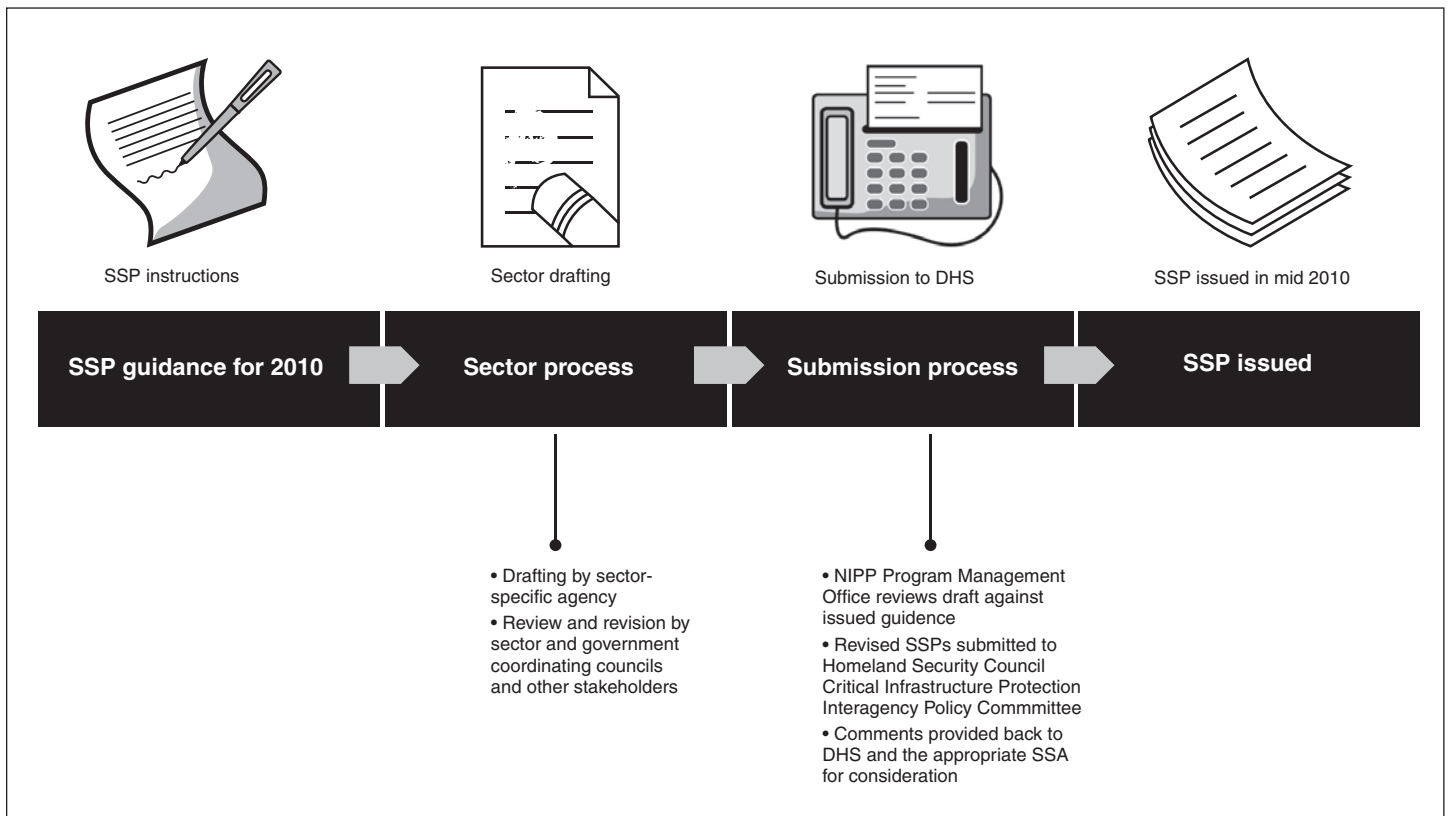 SSP instructions
Sector drafting
Submission to DHS
SSP issued in mid 2010
SSP guidance for 2010
Sector process
Submission process
SSP issued
• Drafting by sector-
specific agency
• Review and revision by
sector and government
coordinating councils
and other stakeholders
• NIPP Program Management
Office reviews draft against
issued guidence
• Revised SSPs submitted to
Homeland Security Council
Critical Infrastructure Protection
Interagency Policy Commmittee
• Comments provided back to
DHS and the appropriate SSA
for consideration